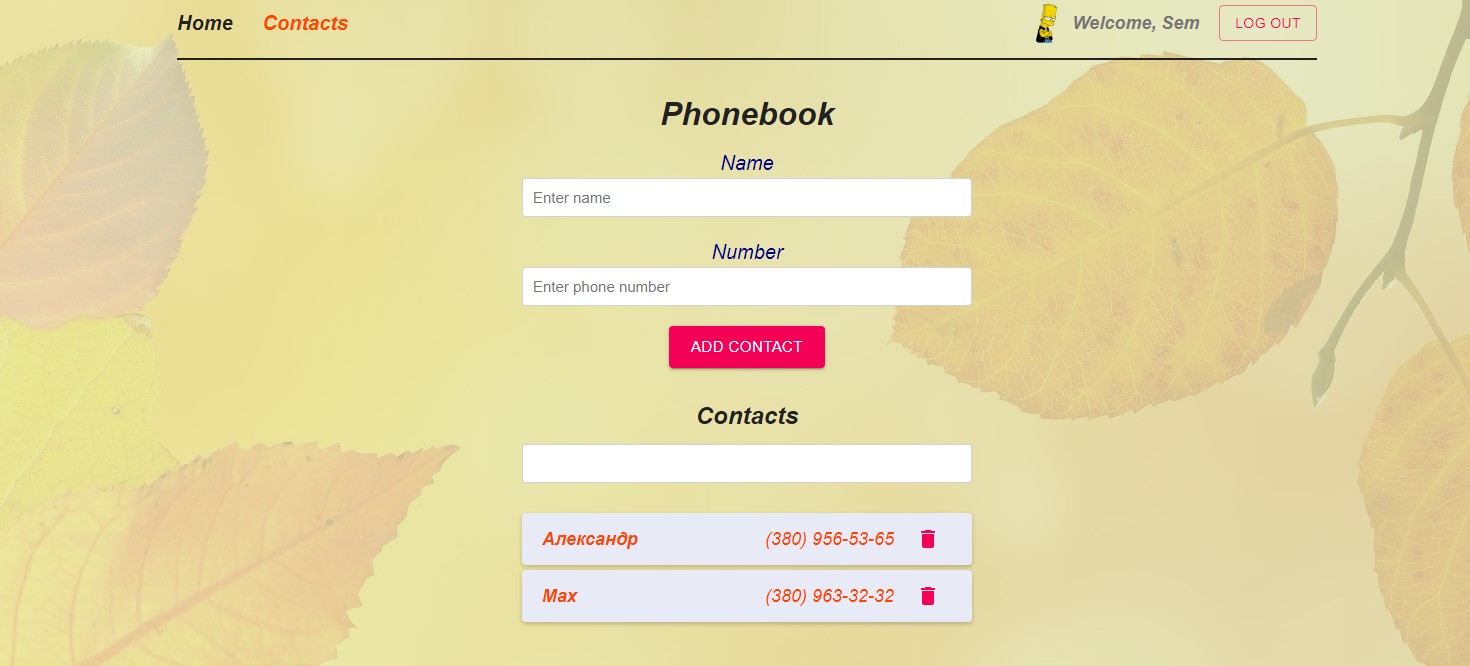 Home Contacts Welcome, Sem LOG OUT
Phonebook
Name
Enter name
Number
Enter phone number
ADD CONTACT
Contacts
Александр (380) 956-53-65
Max (380) 963-32-32